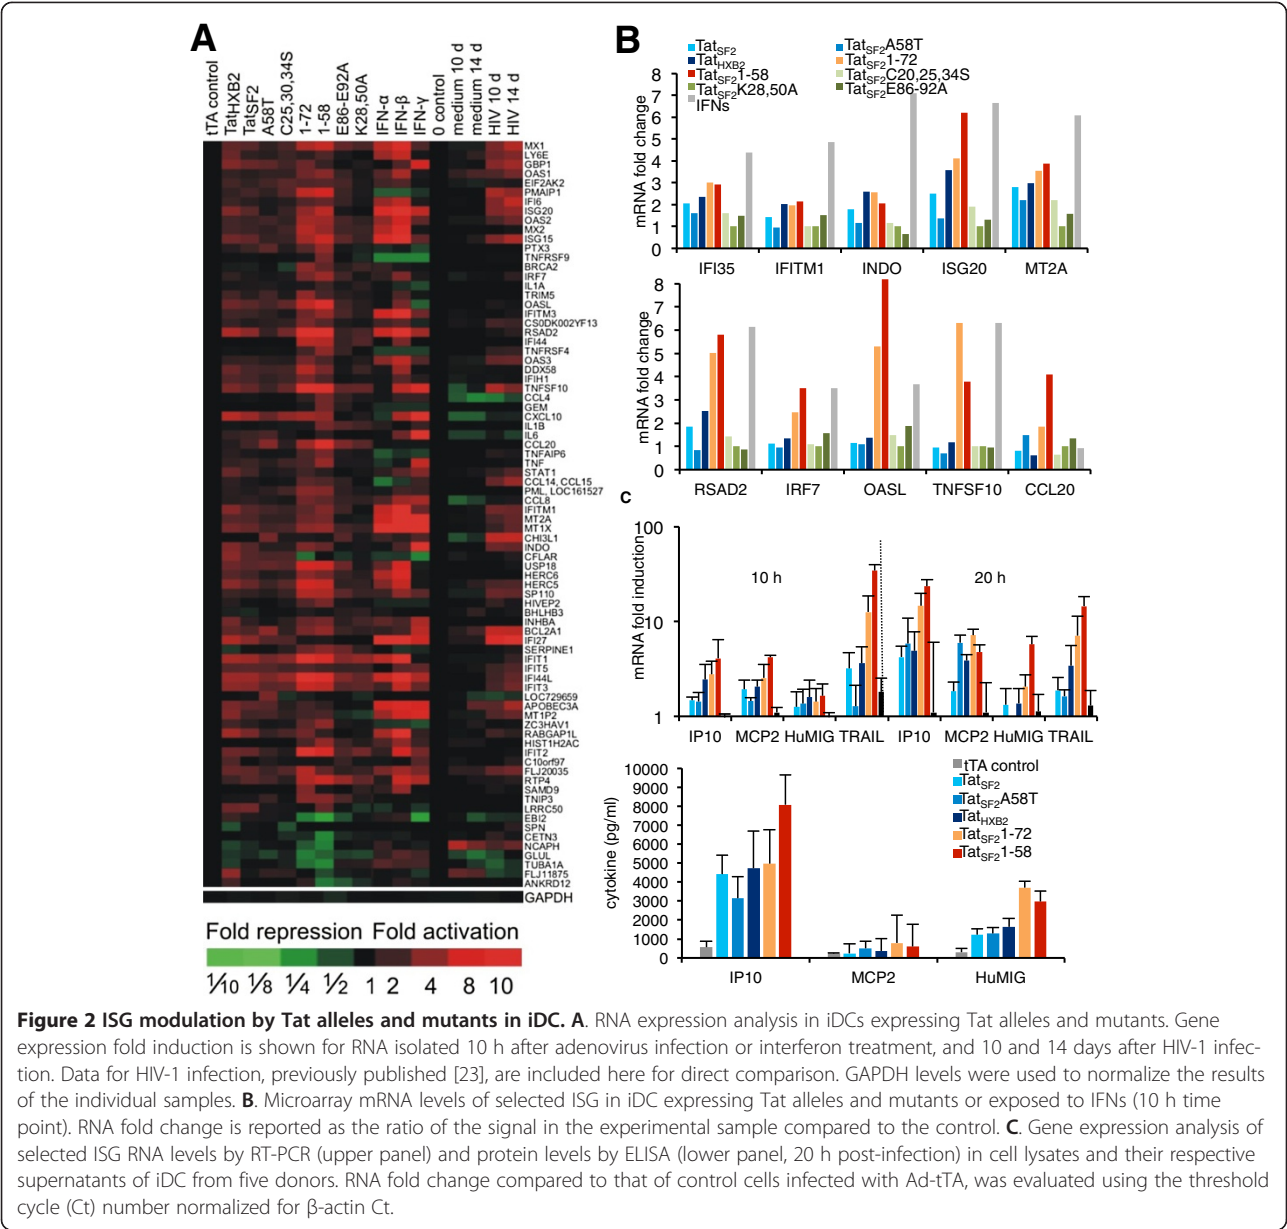 A
tTA control
TatHXB2
TatSF2
A58T
C25,30,34S
1-72
1-58
E86-E92A
K28,50A
IFN-α
IFN-β
IFN-γ
0 control
medium 10 d
medium 14 d
HIV 10 d
HIV 14 d
MX1
LY6E
GBP1
OAS1
EIF2AK2
PMAIP1
IFI6
ISG20
OAS2
MX2
ISG15
PTX3
TNFRSF9
BRCA2
IRF7
IL1A
TRIM5
OASL
IFITM3
CS0DK002YF13
RSAD2
IFI44
TNFRSF4
OAS3
DDX58
IFIH1
TNFSF10
CCL4
GEM
CXCL10
IL1B
IL6
CCL20
TNFAIP6
TNF
STAT1
CCL14, CCL15
PML, LOC161527
CCL8
IFITM1
MT2A
MT1X
CHI3L1
INDO
CFLAR
USP18
HERC6
HERC5
SP110
HIVEP2
BHLHB3
INHBA
BCL2A1
IFI27
SERPINE1
IFIT1
IFIT5
IFI44L
IFIT3
LOC729659
APOBEC3A
MT1P2
ZC3HAV1
RABGAP1L
HIST1H2AC
IFIT2
C10orf97
FLJ20035
RTP4
SAMD9
TNIP3
LRRC50
EBI2
SPN
CETN3
NCAPH
GLUL
TUBA1A
FLJ11875
ANKRD12
GAPDH
Fold repression Fold activation
1/10 1/8 1/4 1/2 1 2 4 8 10
B
TatSF2
TatHXB2
TatSF21-58
TatSF2K28,50A
IFNs
TatSF2A58T
TatSF21-72
TatSF2C20,25,34S
TatSF2E86-92A
mRNA fold change
8
7
6
5
4
3
2
1
0
IFI35 IFITM1 INDO ISG20 MT2A
mRNA fold change
8
7
6
5
4
3
2
1
0
RSAD2 IRF7 OASL TNFSF10 CCL20
C
mRNA fold induction
100
10
1
10 h
20 h
IP10 MCP2 HuMIG TRAIL IP10 MCP2 HuMIG TRAIL
cytokine (pg/ml)
10000
9000
8000
7000
6000
5000
4000
3000
2000
1000
0
IP10 MCP2 HuMIG
tTA control
TatSF2
TatSF2A58T
TatHXB2
TatSF21-72
TatSF21-58
Figure 2 ISG modulation by Tat alleles and mutants in iDC. A. RNA expression analysis in iDCs expressing Tat alleles and mutants. Gene
expression fold induction is shown for RNA isolated 10 h after adenovirus infection or interferon treatment, and 10 and 14 days after HIV-1 infec-
tion. Data for HIV-1 infection, previously published [23], are included here for direct comparison. GAPDH levels were used to normalize the results
of the individual samples. B. Microarray mRNA levels of selected ISG in iDC expressing Tat alleles and mutants or exposed to IFNs (10 h time
point). RNA fold change is reported as the ratio of the signal in the experimental sample compared to the control. C. Gene expression analysis of
selected ISG RNA levels by RT-PCR (upper panel) and protein levels by ELISA (lower panel, 20 h post-infection) in cell lysates and their respective
supernatants of iDC from five donors. RNA fold change compared to that of control cells infected with Ad-tTA, was evaluated using the threshold
cycle (Ct) number normalized for β-actin Ct.